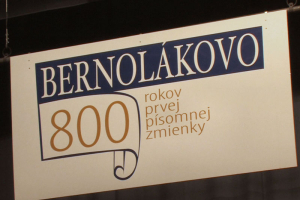 BERNOLÁKOVO
800
rokov
prvej
písomnej
zmienky